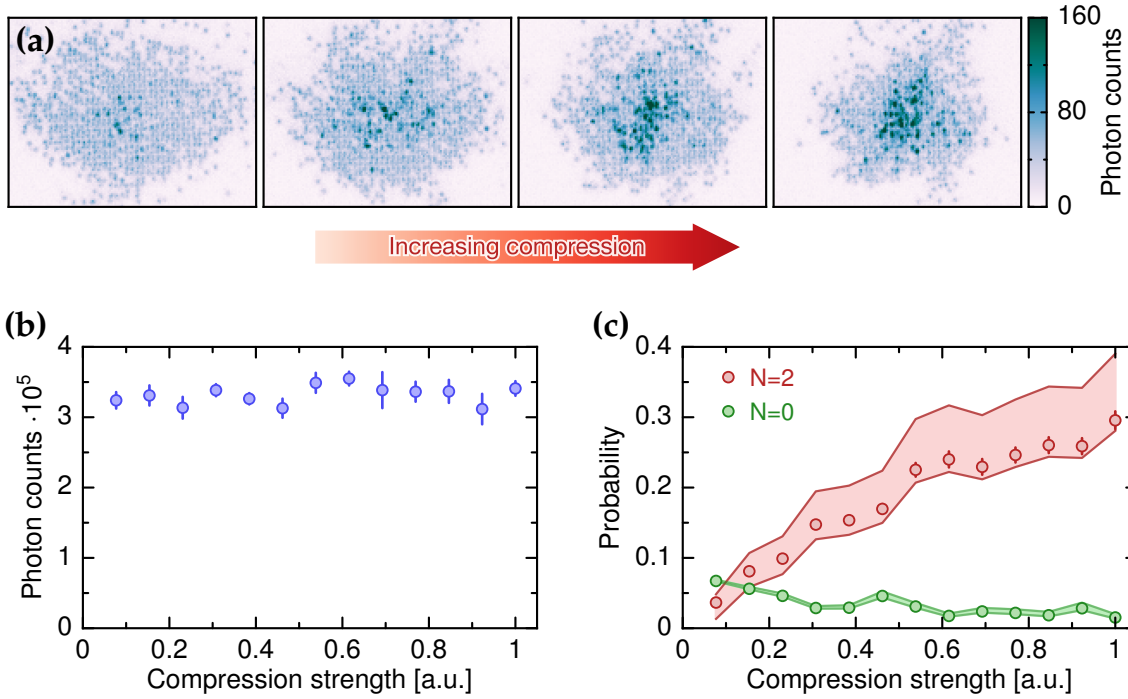 (a)
160
80
0
Photon counts
Increasing compression
(b)
4
3
2
1
0
Photon counts ·10⁵
0 0.2 0.4 0.6 0.8 1
Compression strength [a.u.]
(c)
0.4
0.3
0.2
0.1
0
Probability
N=2
N=0
0 0.2 0.4 0.6 0.8 1
Compression strength [a.u.]